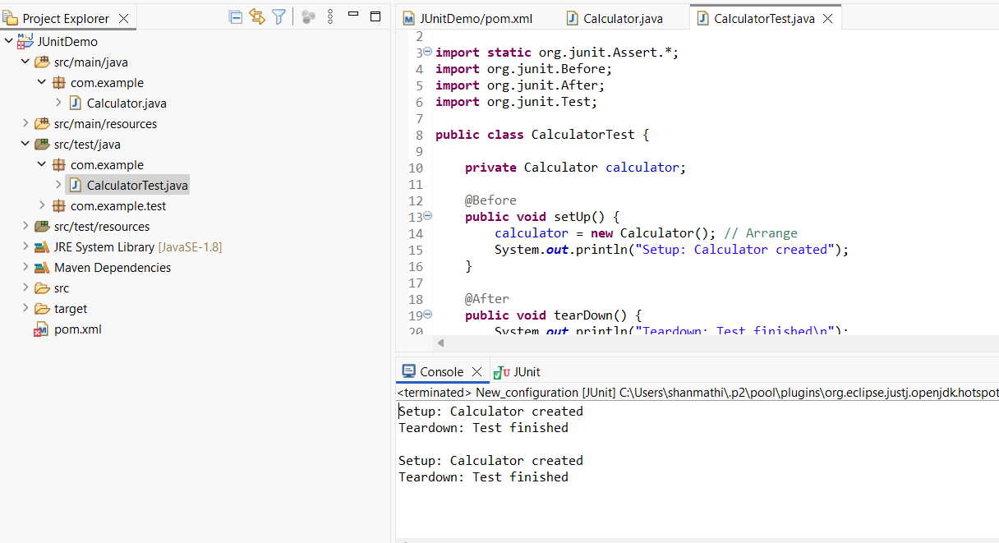 Project Explorer
JUnitDemo
src/main/java
com.example
Calculator.java
src/main/resources
src/test/java
com.example
CalculatorTest.java
com.example.test
src/test/resources
JRE System Library [JavaSE-1.8]
Maven Dependencies
src
target
pom.xml
JUnitDemo/pom.xml
Calculator.java
CalculatorTest.java
2
3 import static org.junit.Assert.*;
4 import org.junit.Before;
5 import org.junit.After;
6 import org.junit.Test;
7
8 public class CalculatorTest {
9
10 private Calculator calculator;
11
12 @Before
13 public void setUp() {
14 calculator = new Calculator(); // Arrange
15 System.out.println("Setup: Calculator created");
16 }
17
18 @After
19 public void tearDown() {
20 System.out.println("Teardown: Test finished\n");
Console
JUnit
<terminated> New_configuration [JUnit] C:\Users\shanmathi\.p2\pool\plugins\org.eclipse.justj.openjdk.hotspot
Setup: Calculator created
Teardown: Test finished
Setup: Calculator created
Teardown: Test finished